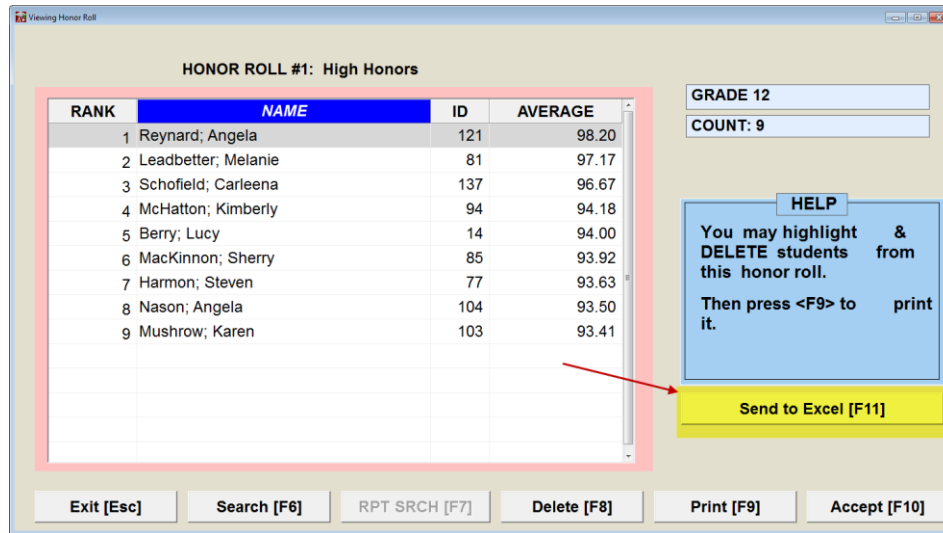 Viewing Honor Roll
HONOR ROLL #1: High Honors
RANK NAME ID AVERAGE
1 Reynard; Angela 121 98.20
2 Leadbetter; Melanie 81 97.17
3 Schofield; Carleena 137 96.67
4 McHatton; Kimberly 94 94.18
5 Berry; Lucy 14 94.00
6 MacKinnon; Sherry 85 93.92
7 Harmon; Steven 77 93.63
8 Nason; Angela 104 93.50
9 Mushrow; Karen 103 93.41
GRADE 12
COUNT: 9
HELP
You may highlight &
DELETE students from
this honor roll.
Then press <F9> to print
it.
Send to Excel [F11]
Exit [Esc] Search [F6] RPT SRCH [F7] Delete [F8] Print [F9] Accept [F10]